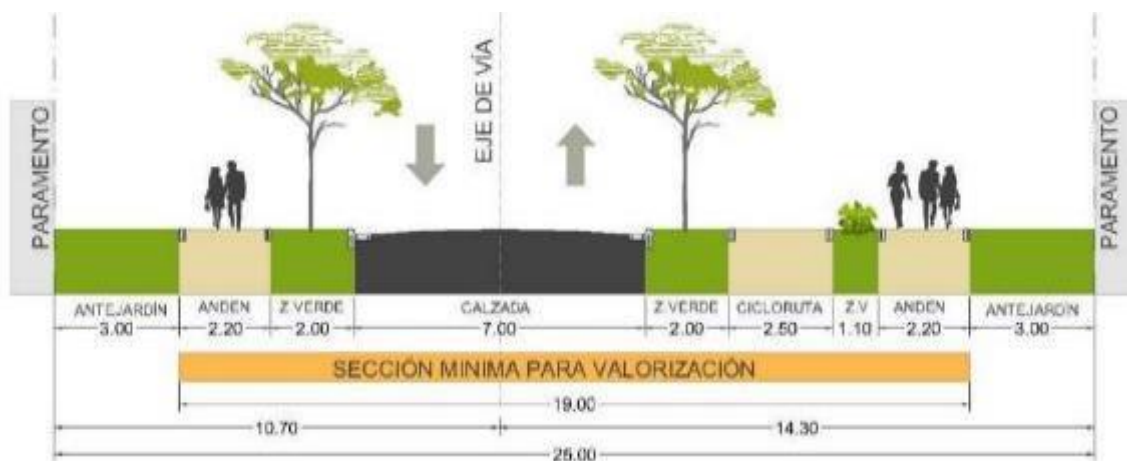 PARAMENTO
EJE DE VÍA
PARAMENTO
ANTEJARDÍN ANDEN Z.VERDE CALZADA Z.VERDE CICLORUTA Z.V ANDEN ANTEJARDÍN
3.00 2.20 2.00 7.00 2.00 2.50 1.10 2.20 3.00
SECCIÓN MINIMA PARA VALORIZACIÓN
19.00
10.70 14.30
25.00